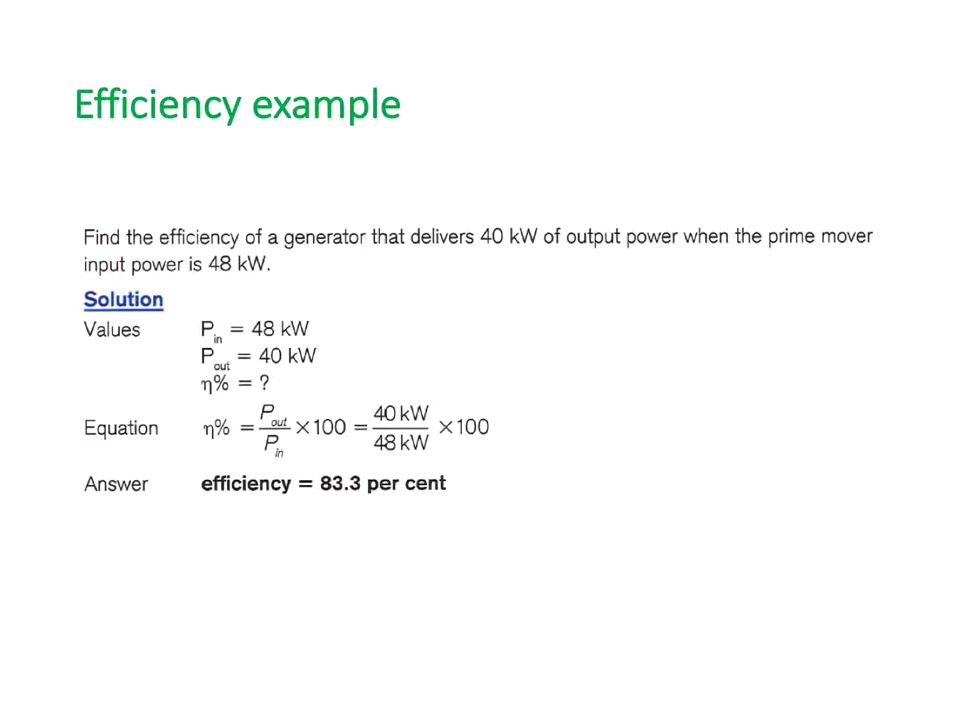 Efficiency example
Find the efficiency of a generator that delivers 40 kW of output power when the prime mover
input power is 48 kW.
Solution
Values P_in = 48 kW
P_out = 40 kW
η% = ?
Equation η% = P_out / P_in × 100 = 40 kW / 48 kW × 100
Answer efficiency = 83.3 per cent